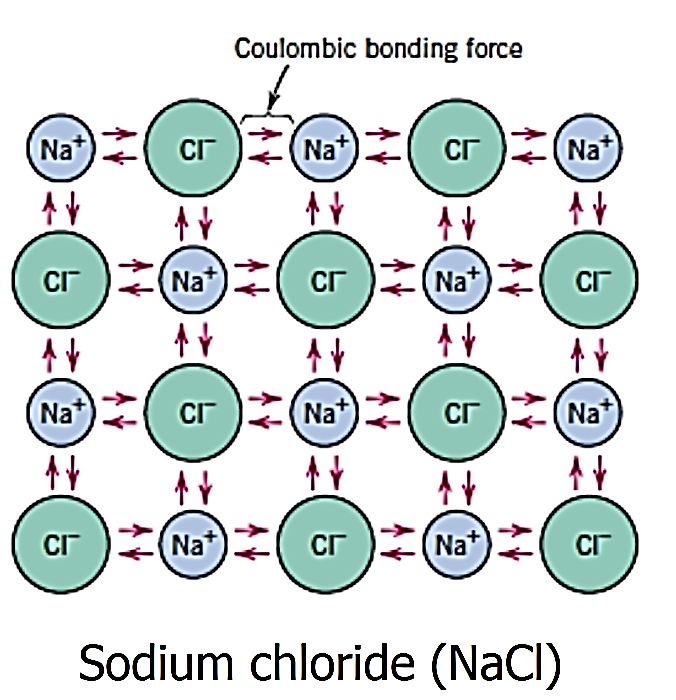 Coulombic bonding force
Na⁺ Cl⁻ Na⁺ Cl⁻ Na⁺
Cl⁻ Na⁺ Cl⁻ Na⁺ Cl⁻
Na⁺ Cl⁻ Na⁺ Cl⁻ Na⁺
Cl⁻ Na⁺ Cl⁻ Na⁺ Cl⁻
Sodium chloride (NaCl)